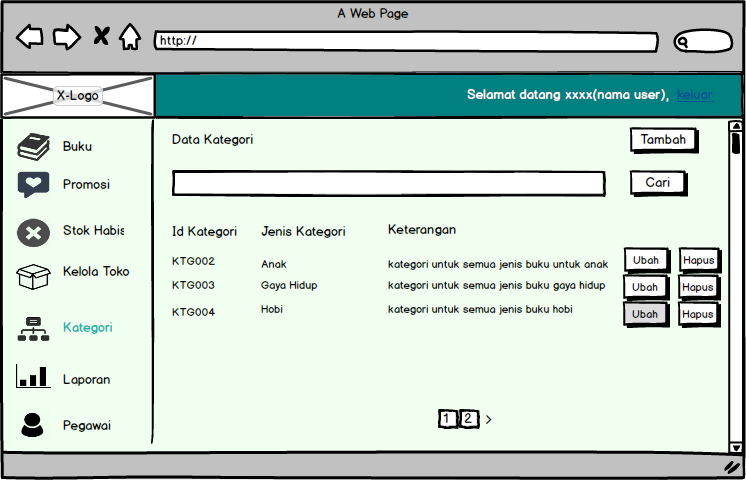 A Web Page
http://
X-Logo
Selamat datang xxxx(nama user), keluar
Buku
Promosi
Stok Habis
Kelola Toko
Kategori
Laporan
Pegawai
Data Kategori
Tambah
Cari
Id Kategori Jenis Kategori Keterangan
KTG002 Anak kategori untuk semua jenis buku untuk anak Ubah Hapus
KTG003 Gaya Hidup kategori untuk semua jenis buku gaya hidup Ubah Hapus
KTG004 Hobi kategori untuk semua jenis buku hobi Ubah Hapus
1 2 >